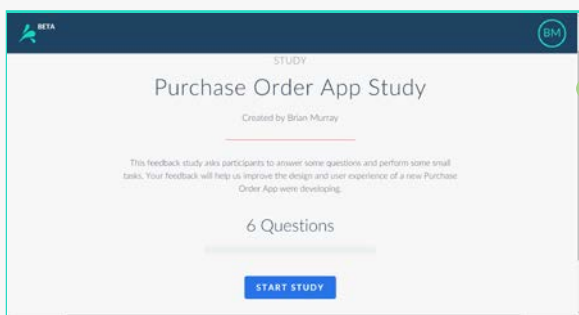 BETA
BM
STUDY
Purchase Order App Study
Created by Brian Murray
This feedback study asks participants to answer some questions and perform some small
tasks. Your feedback will help us improve the design and user experience of a new Purchase
Order App were developing.
6 Questions
START STUDY